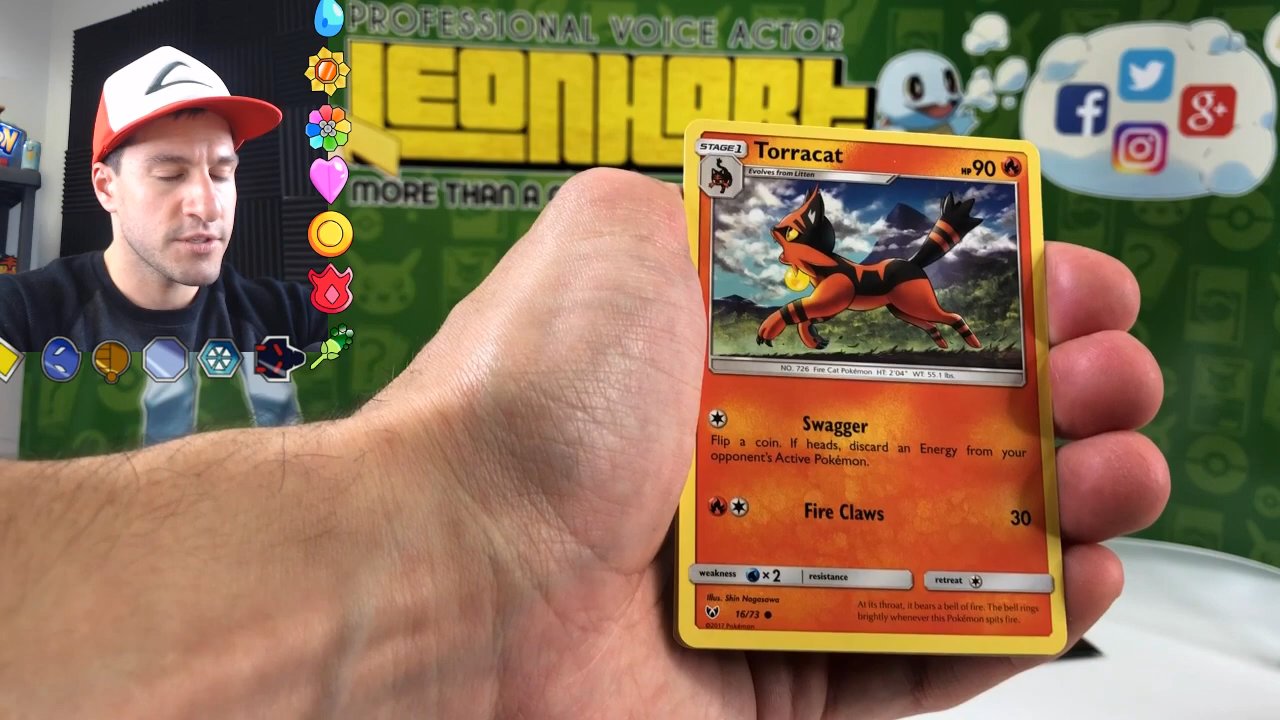 PROFESSIONAL VOICE ACTOR
LEONHART
MORE THAN A
STAGE 1
Torracat
HP 90
Evolves from Litten
NO. 726 Fire Cat Pokémon HT: 2'04" WT: 55.1 lbs.
Swagger
Flip a coin. If heads, discard an Energy from your
opponent's Active Pokémon.
Fire Claws 30
weakness ×2 resistance retreat
Illus. Shin Nagasawa
16/73
©2017 Pokémon
At its throat, it bears a bell of fire. The bell rings
brightly whenever this Pokémon spits fire.
f
g+